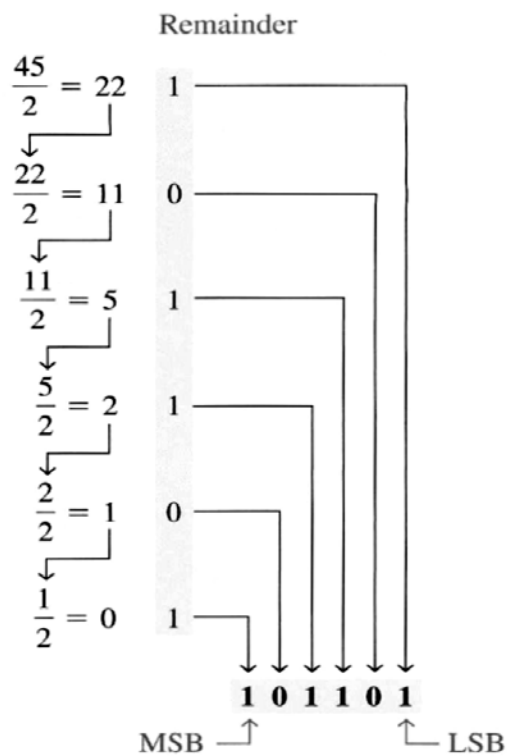 Remainder
45/2 = 22 1
22/2 = 11 0
11/2 = 5 1
5/2 = 2 1
2/2 = 1 0
1/2 = 0 1
1 0 1 1 0 1
MSB LSB